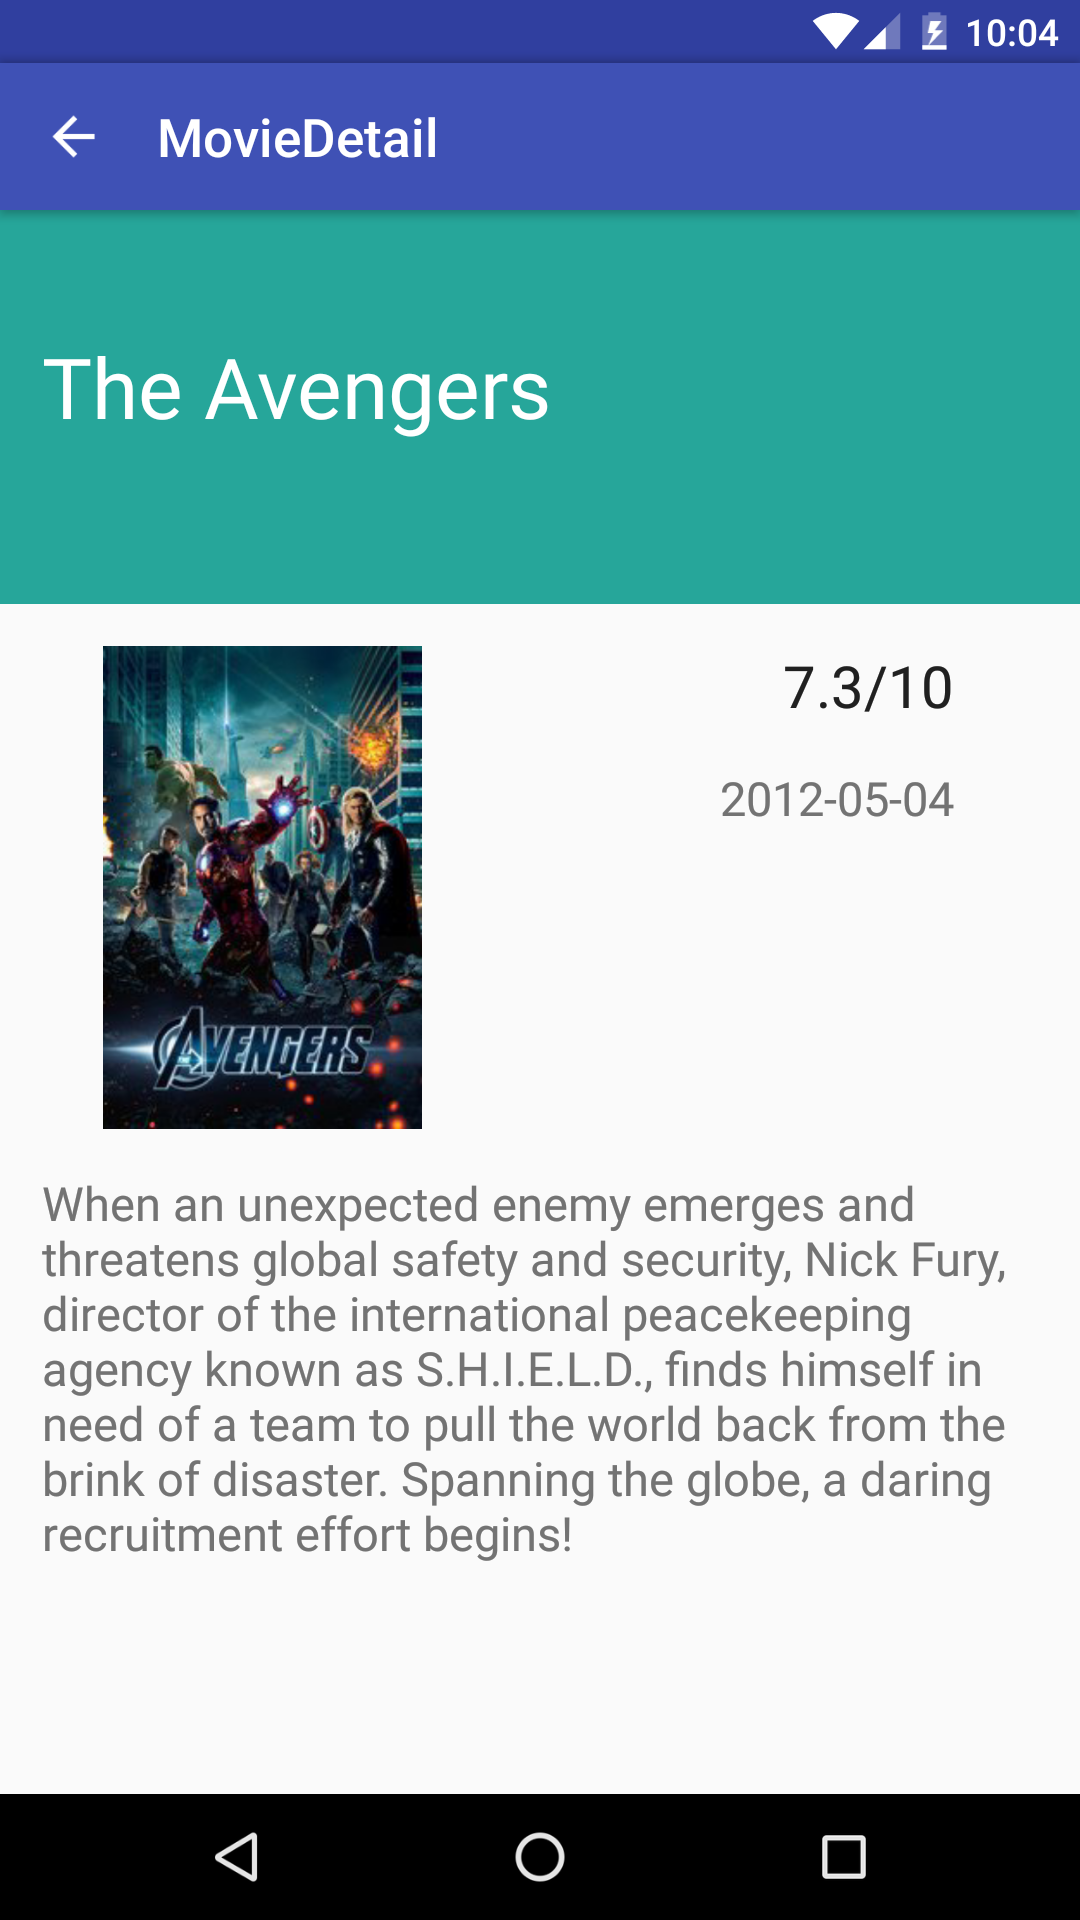 10:04
MovieDetail
The Avengers
7.3/10
2012-05-04
AVENGERS
When an unexpected enemy emerges and
threatens global safety and security, Nick Fury,
director of the international peacekeeping
agency known as S.H.I.E.L.D., finds himself in
need of a team to pull the world back from the
brink of disaster. Spanning the globe, a daring
recruitment effort begins!